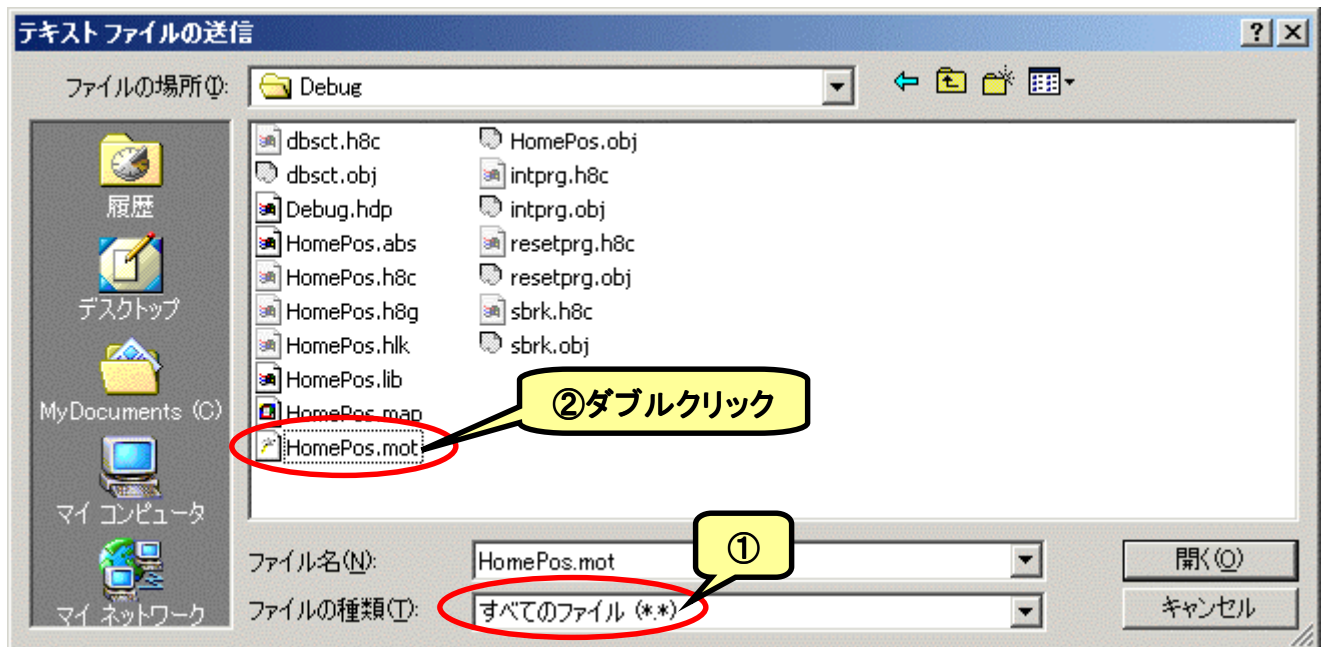 テキスト ファイルの送信
ファイルの場所(I):
Debug
履歴
デスクトップ
MyDocuments (C)
マイ コンピュータ
マイ ネットワーク
dbsct.h8c
dbsct.obj
Debug.hdp
HomePos.abs
HomePos.h8c
HomePos.h8g
HomePos.hlk
HomePos.lib
HomePos.map
HomePos.mot
HomePos.obj
intprg.h8c
intprg.obj
resetprg.h8c
resetprg.obj
sbrk.h8c
sbrk.obj
②ダブルクリック
①
ファイル名(N):
HomePos.mot
開く(O)
ファイルの種類(T):
すべてのファイル (*.*)
キャンセル